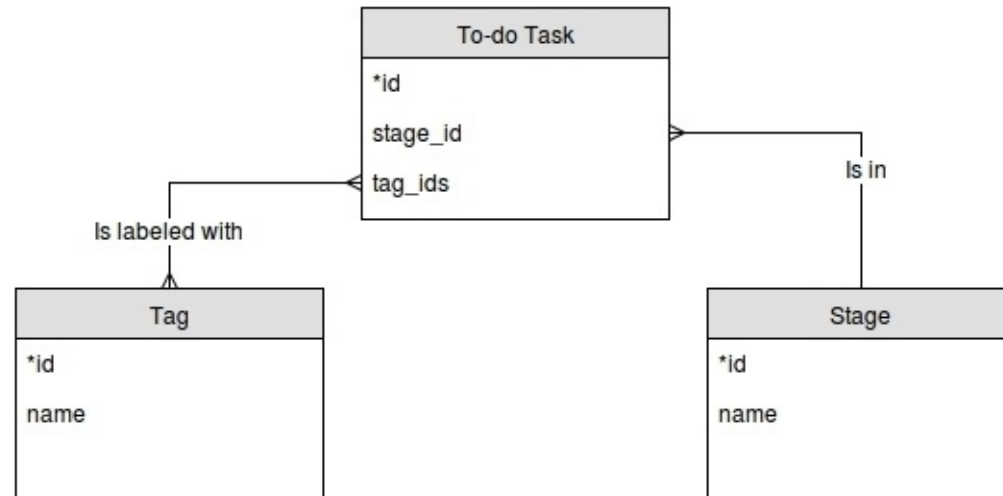 To-do Task
*id
stage_id
tag_ids
Is in
Is labeled with
Tag
*id
name
Stage
*id
name